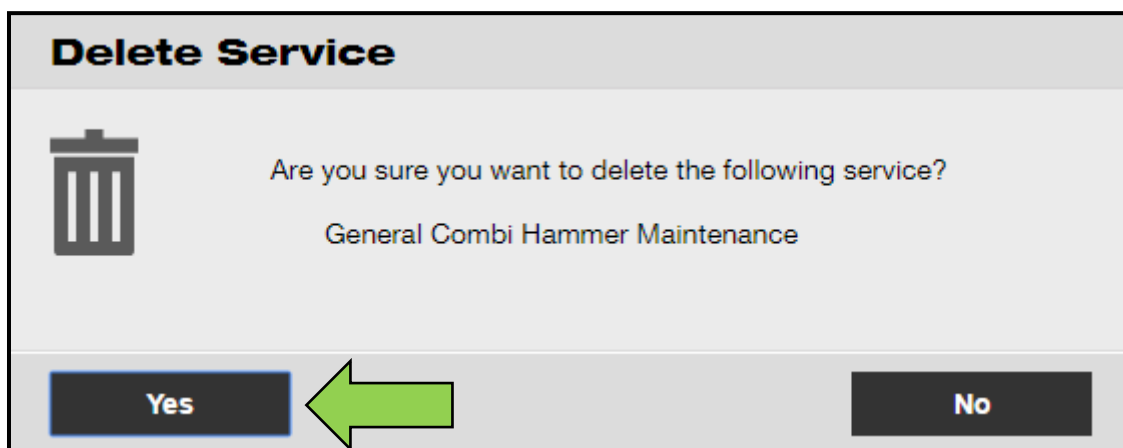 Delete Service
Are you sure you want to delete the following service?
General Combi Hammer Maintenance
Yes
No